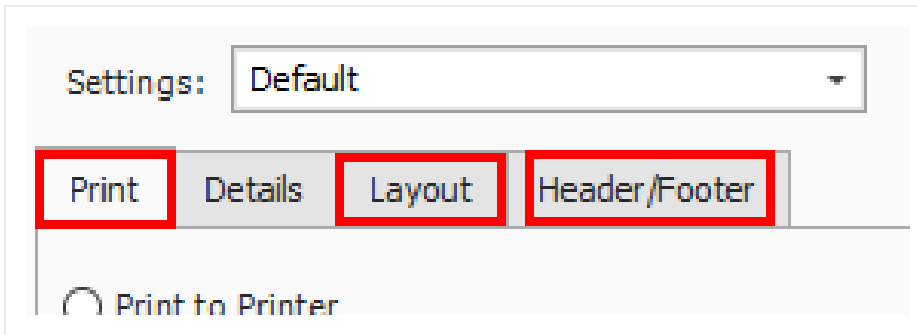 Settings: Default
Print Details Layout Header/Footer
Print to Printer